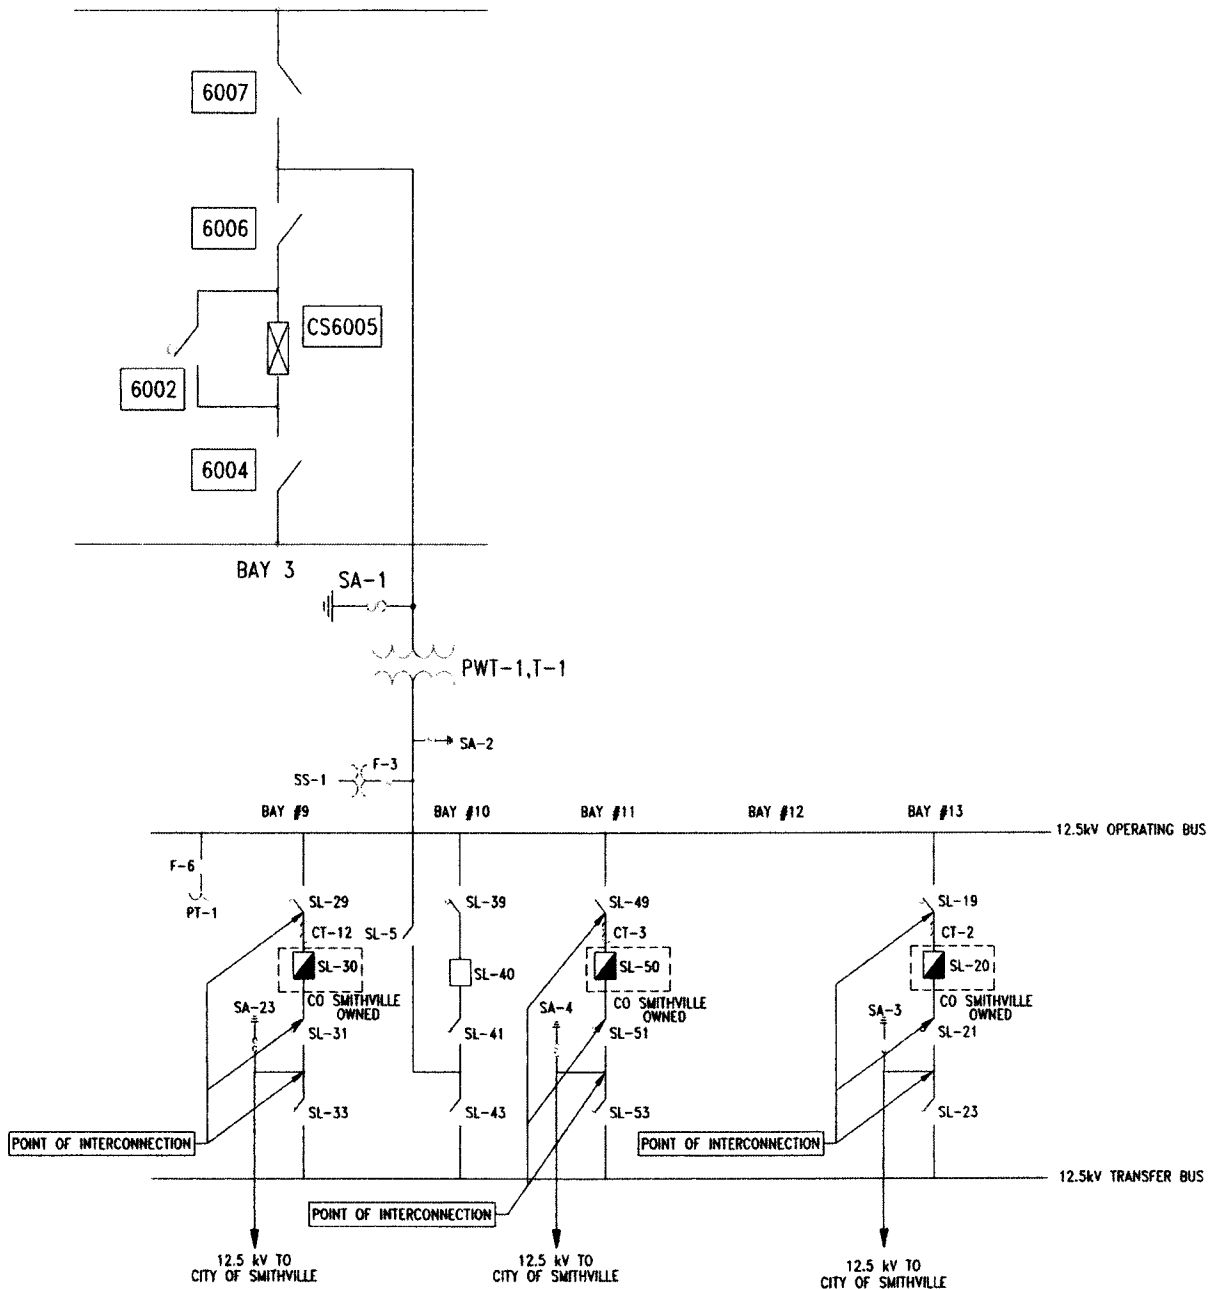 6007
6006
CS6005
6002
6004
BAY 3
SA-1
PWT-1,T-1
SA-2
F-3
SS-1
BAY #9
BAY #10
BAY #11
BAY #12
BAY #13
12.5kV OPERATING BUS
F-6
PT-1
SL-29
SL-39
SL-49
SL-19
CT-12
SL-5
CT-3
CT-2
SL-30
SL-40
SL-50
SL-20
CO SMITHVILLE
OWNED
CO SMITHVILLE
OWNED
CO SMITHVILLE
OWNED
SA-23
SA-4
SA-3
SL-31
SL-41
SL-51
SL-21
SL-33
SL-43
SL-53
SL-23
POINT OF INTERCONNECTION
POINT OF INTERCONNECTION
12.5kV TRANSFER BUS
POINT OF INTERCONNECTION
12.5 kV TO
CITY OF SMITHVILLE
12.5 kV TO
CITY OF SMITHVILLE
12.5 kV TO
CITY OF SMITHVILLE